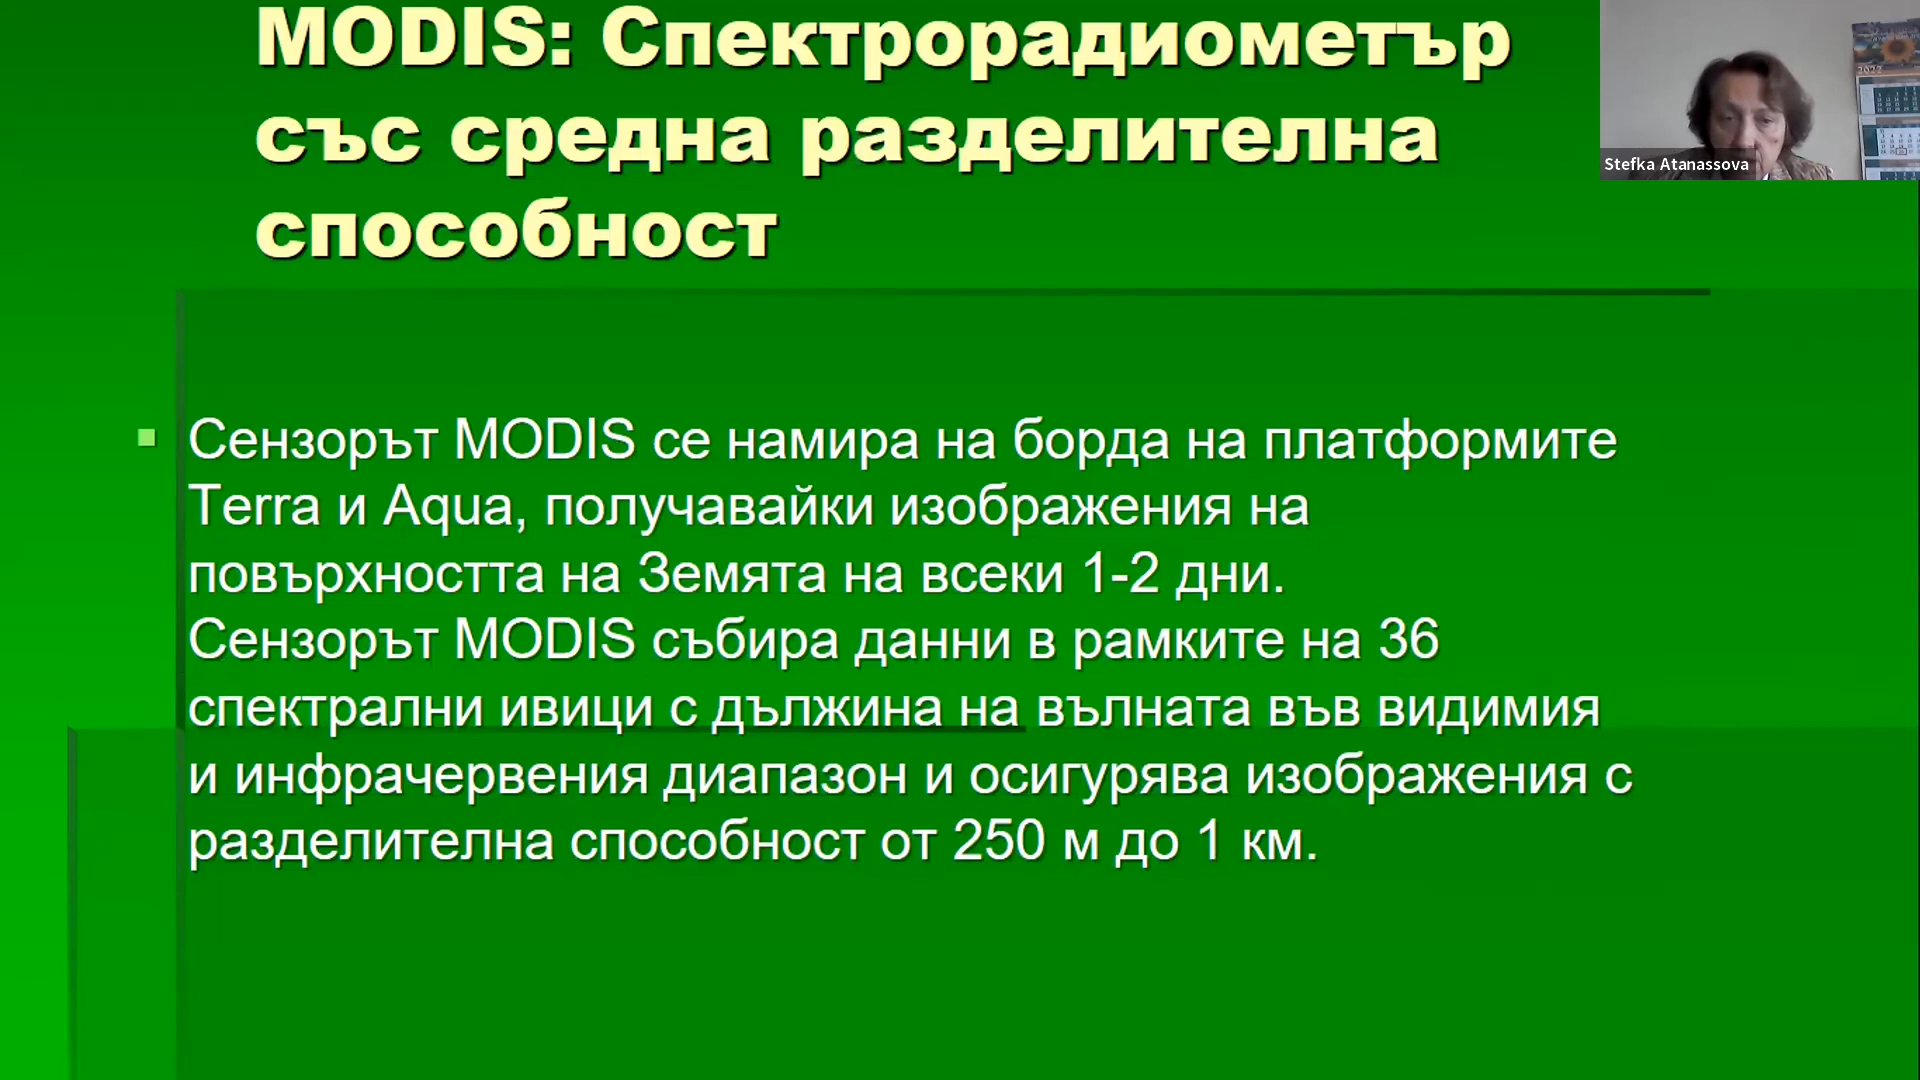 MODIS: Спектрорадиометър
със средна разделителна
способност
Stefka Atanassova
2022
Сензорът MODIS се намира на борда на платформите
Terra и Aqua, получавайки изображения на
повърхността на Земята на всеки 1-2 дни.
Сензорът MODIS събира данни в рамките на 36
спектрални ивици с дължина на вълната във видимия
и инфрачервения диапазон и осигурява изображения с
разделителна способност от 250 м до 1 км.